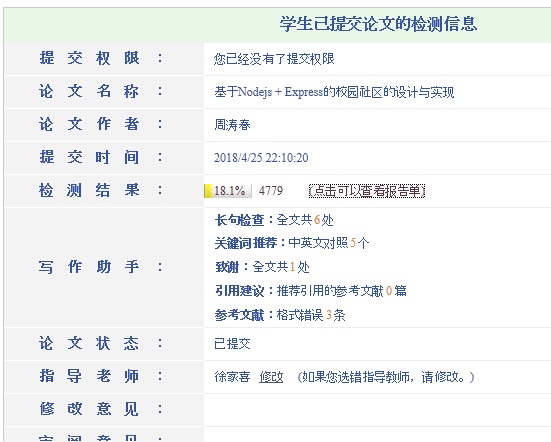 学生已提交论文的检测信息
提 交 权 限 ： 您已经没有了提交权限
论 文 名 称 ： 基于Nodejs + Express的校园社区的设计与实现
论 文 作 者 ： 周涛春
提 交 时 间 ： 2018/4/25 22:10:20
检 测 结 果 ： 18.1% 4779 [点击可以查看报告单]
写 作 助 手 ：
长句检查：全文共 6 处
关键词推荐：中英文对照 5 个
致谢：全文共 1 处
引用建议：推荐引用的参考文献 0 篇
参考文献：格式错误 3 条
论 文 状 态 ： 已提交
指 导 老 师 ： 徐家喜 修改 (如果您选错指导教师，请修改。)
修 改 意 见 ：
审 阅 意 见 ：